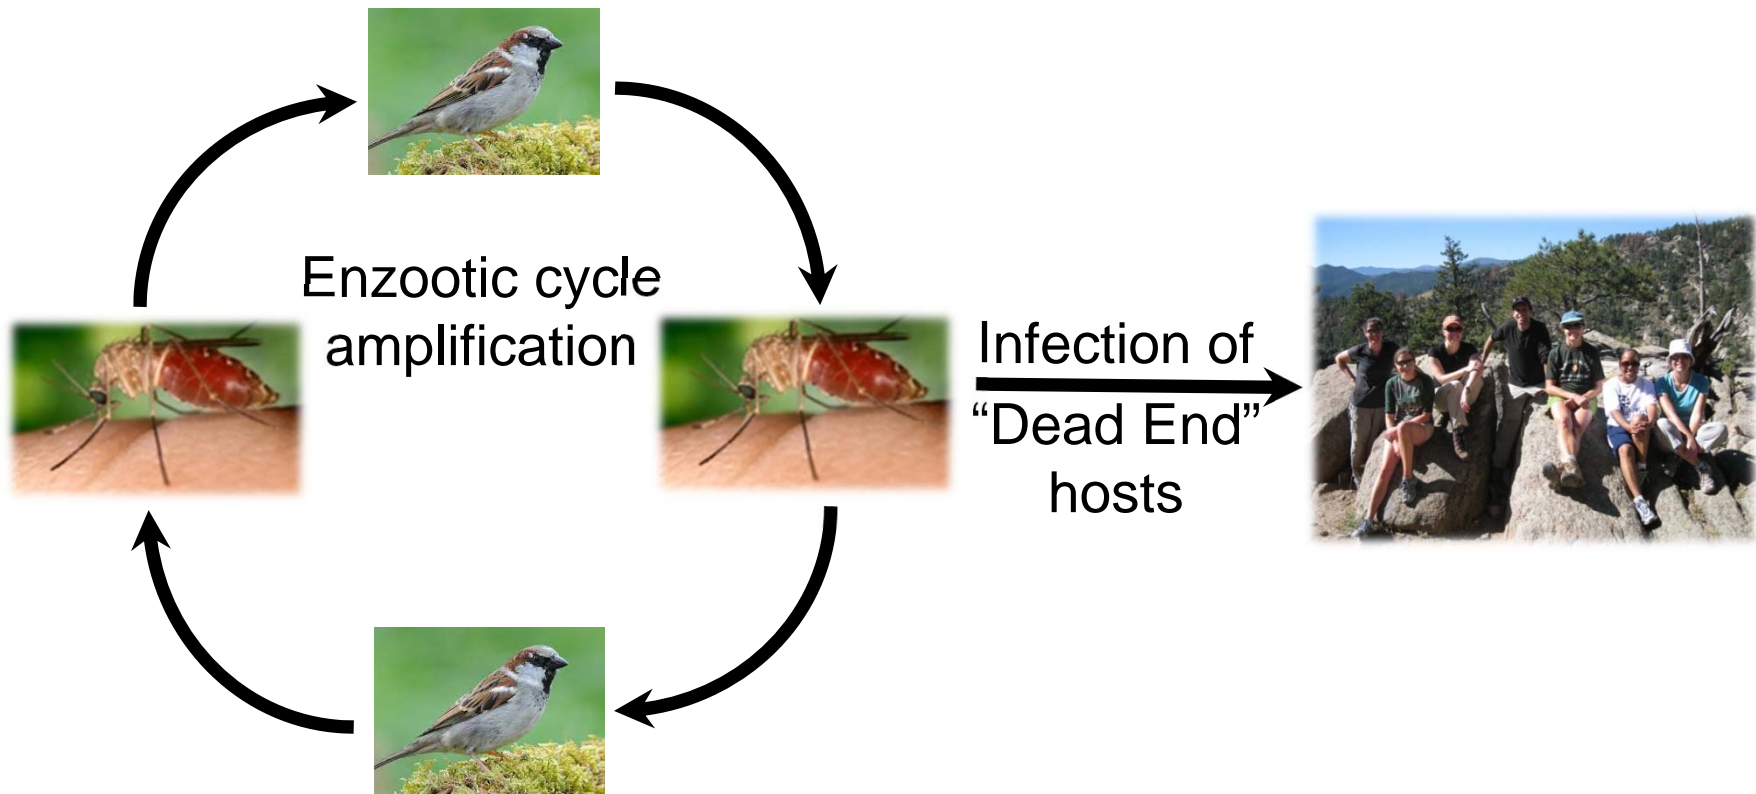 Enzootic cycle
amplification
Infection of
“Dead End”
hosts